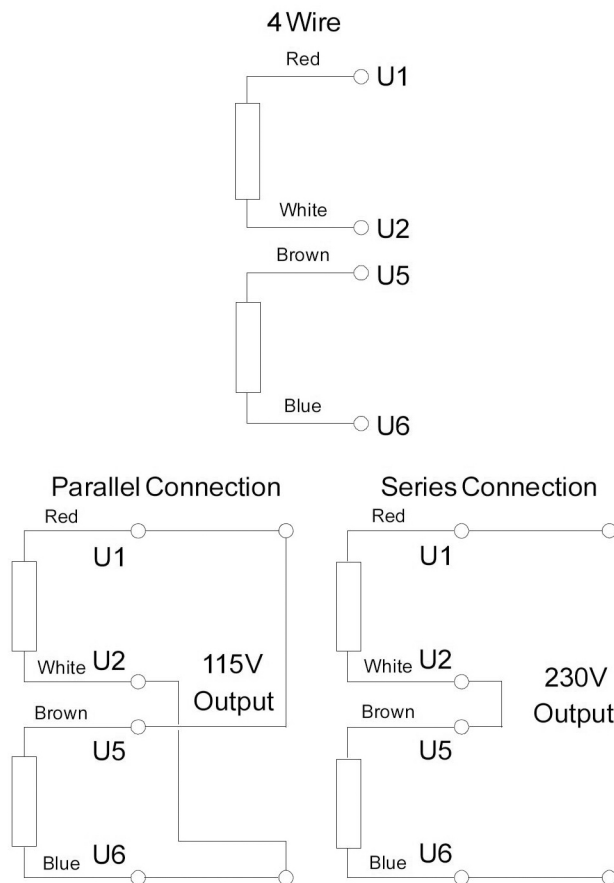 4 Wire
Red
U1
White
U2
Brown
U5
Blue
U6
Parallel Connection
Red
U1
White U2
115V
Output
Brown
U5
Blue U6
Series Connection
Red
U1
White U2
230V
Output
Brown
U5
Blue U6